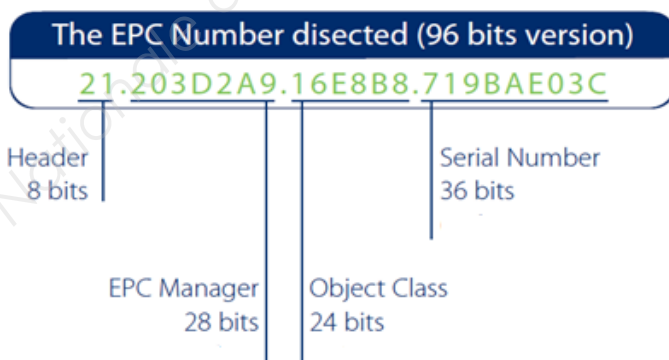 The EPC Number disected (96 bits version)
21.203D2A9.16E8B8.719BAE03C
Header
8 bits
Serial Number
36 bits
EPC Manager
28 bits
Object Class
24 bits
Nationale